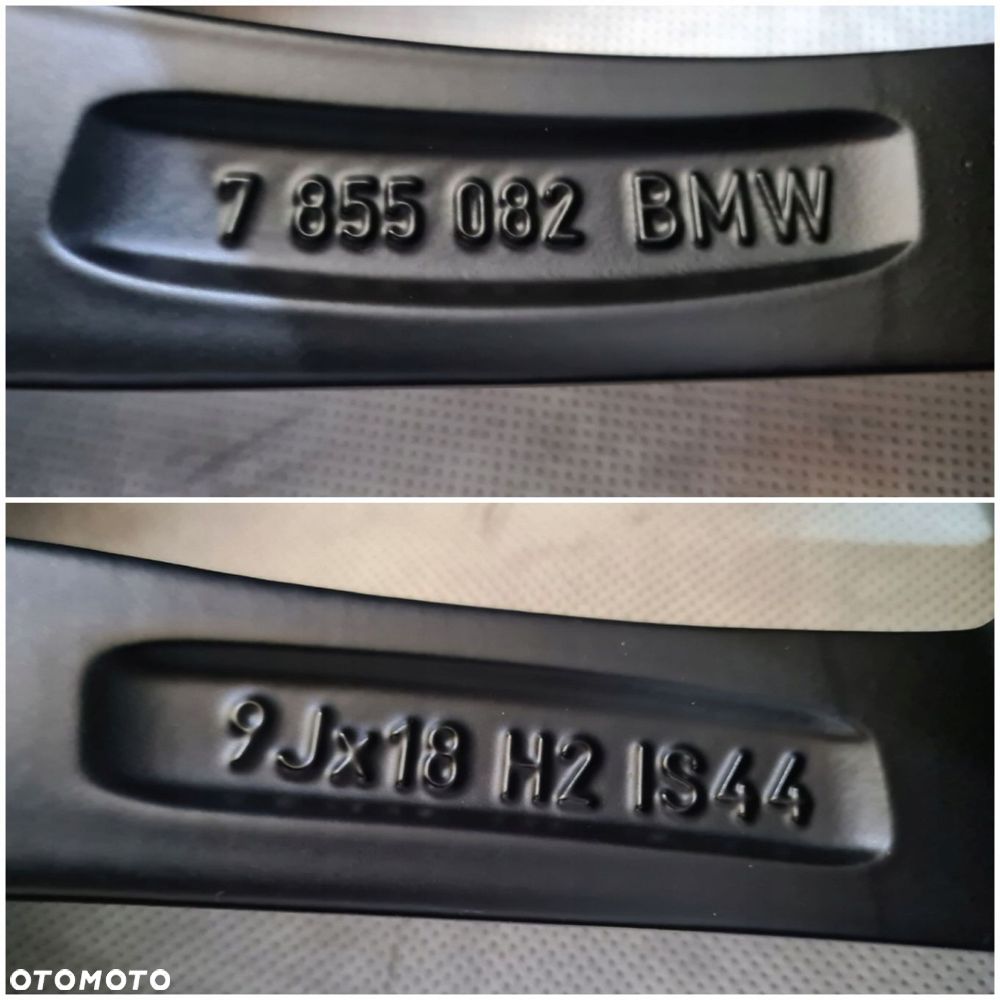 7 855 082 BMW
9Jx18 H2 IS44
OTOMOTO